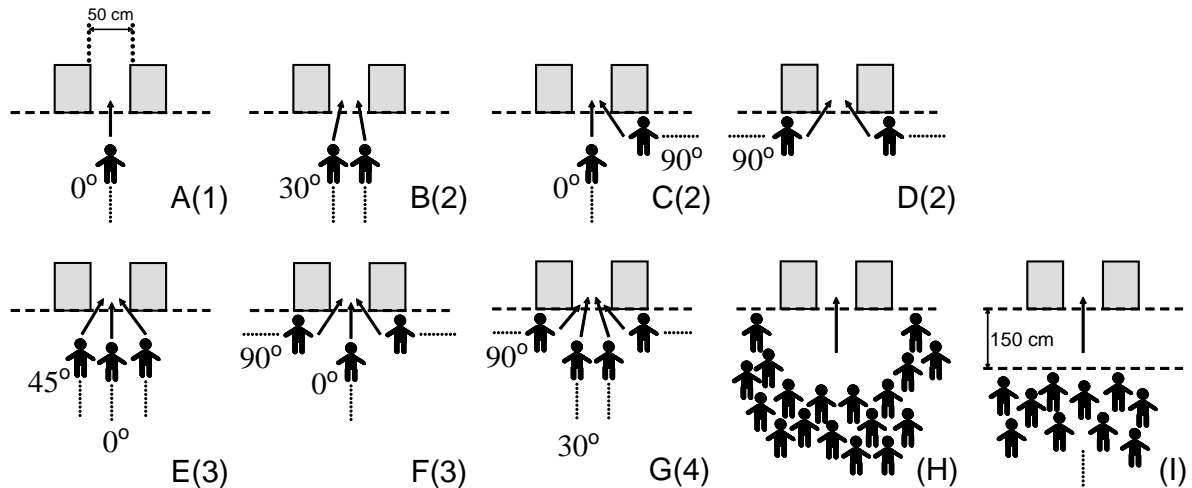 50 cm
0° A(1)
30° B(2)
0° 90° C(2)
90° D(2)
45° 0° E(3)
90° 0° F(3)
90° 30° G(4)
(H)
150 cm (I)